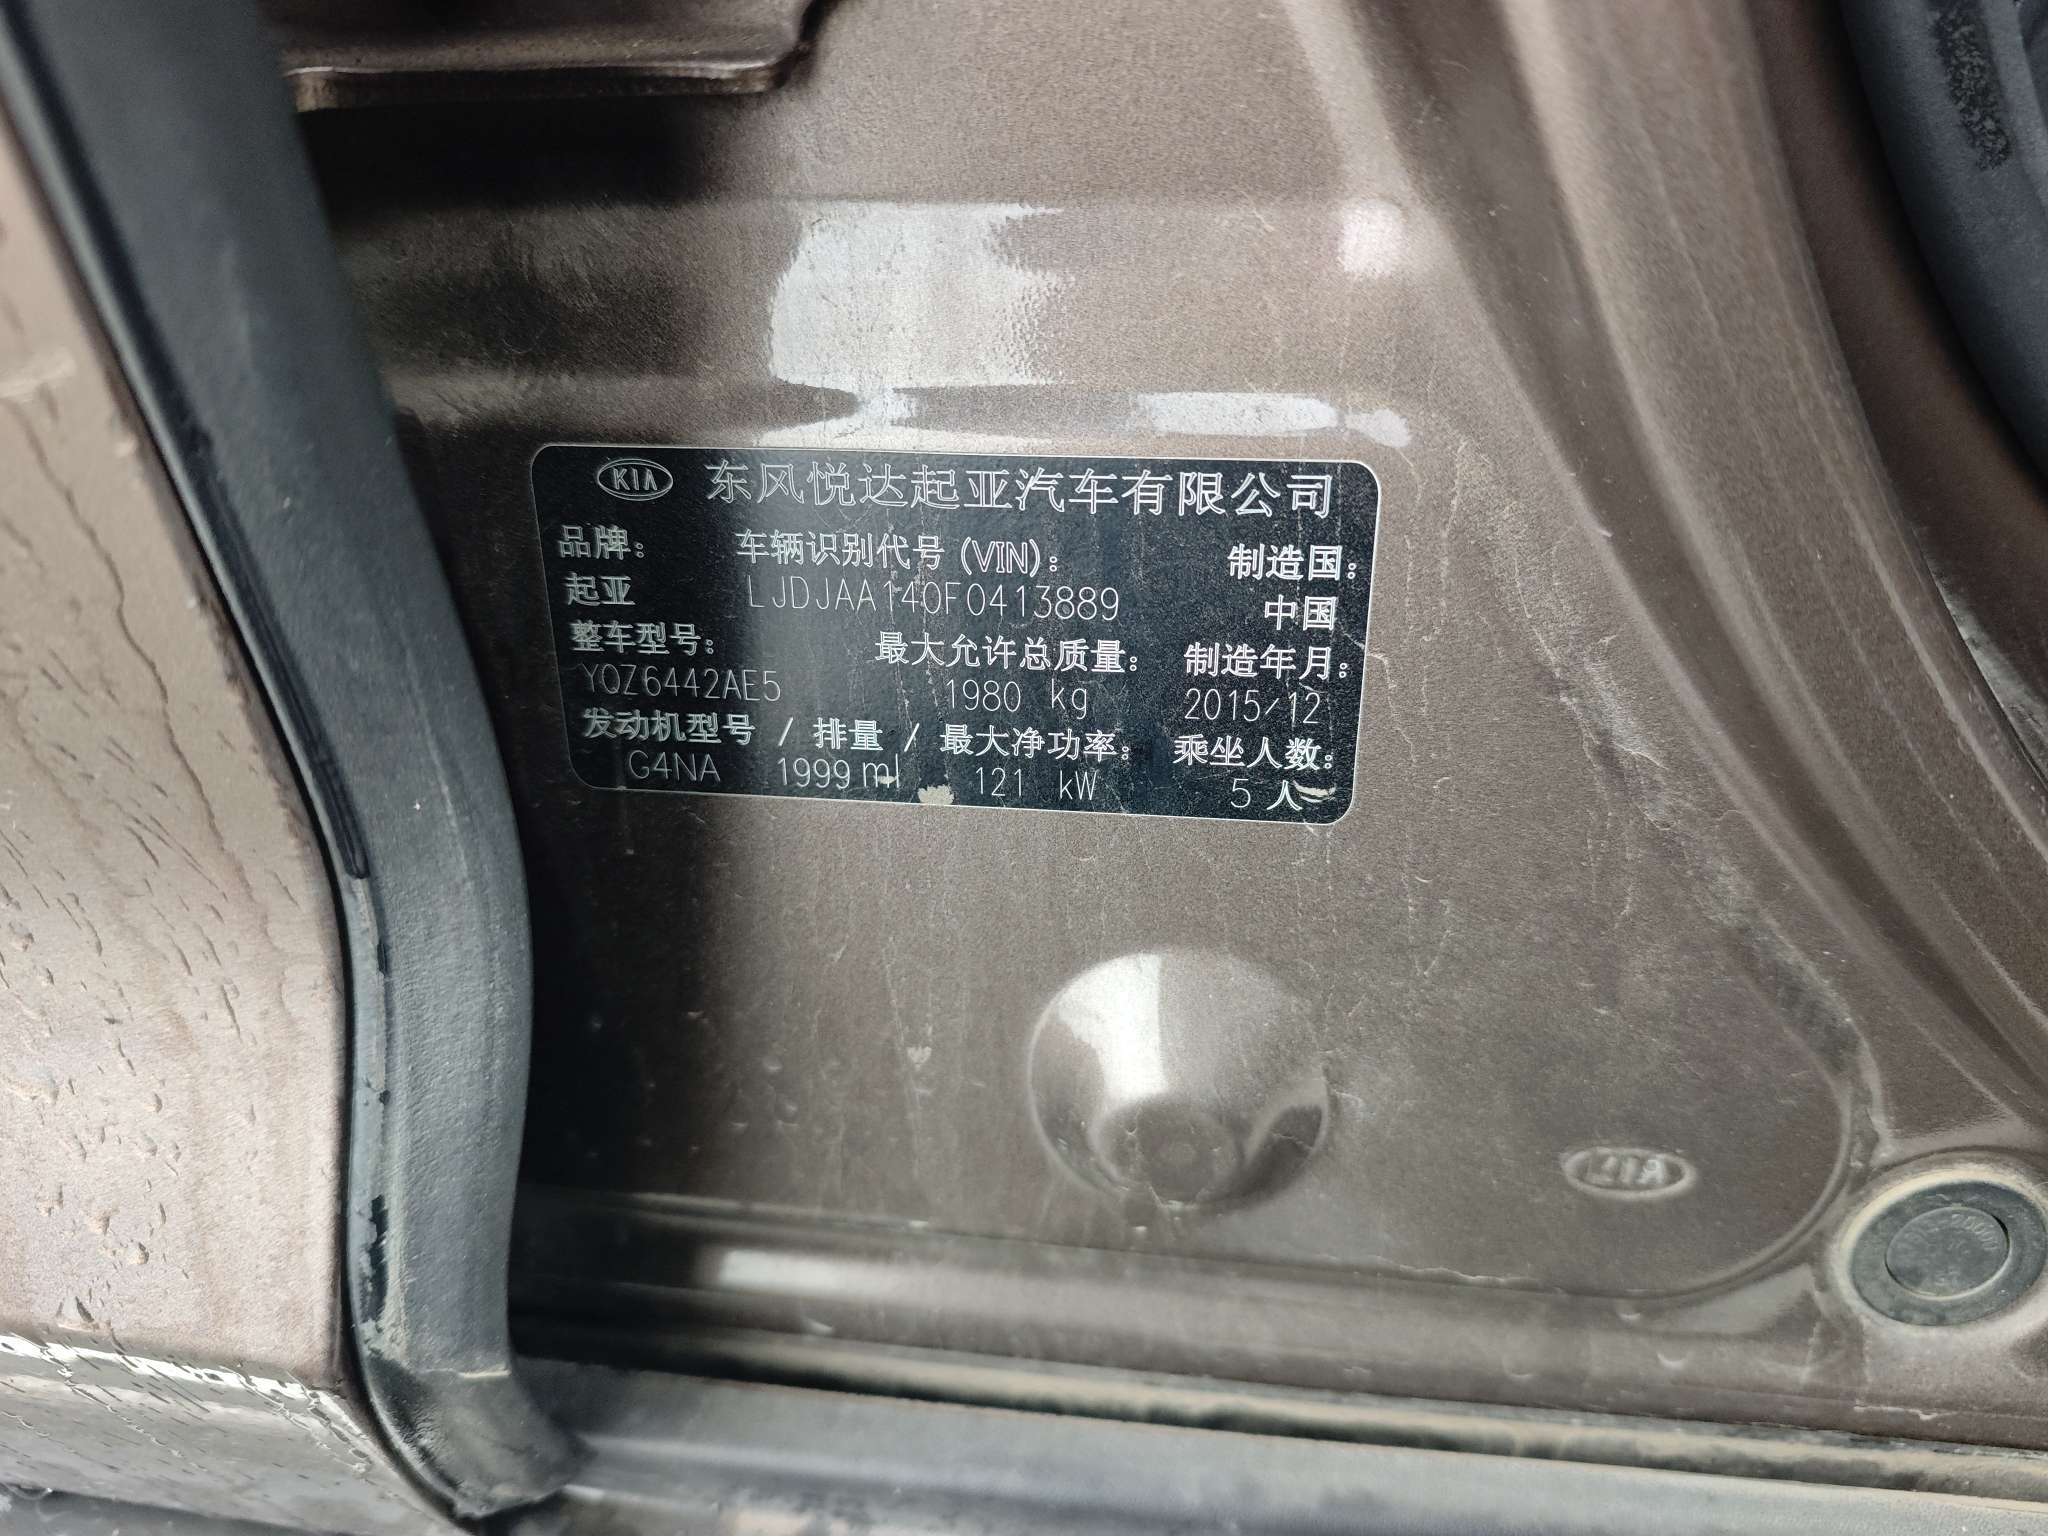 KIA 东风悦达起亚汽车有限公司
品牌： 车辆识别代号 (VIN)： 制造国：
起亚 LJDJAA140F0413889 中国
整车型号： 最大允许总质量： 制造年月：
YQZ6442AE5 1980 kg 2015/12
发动机型号 / 排量 / 最大净功率： 乘坐人数：
G4NA 1999 ml 121 kW 5 人
KIA